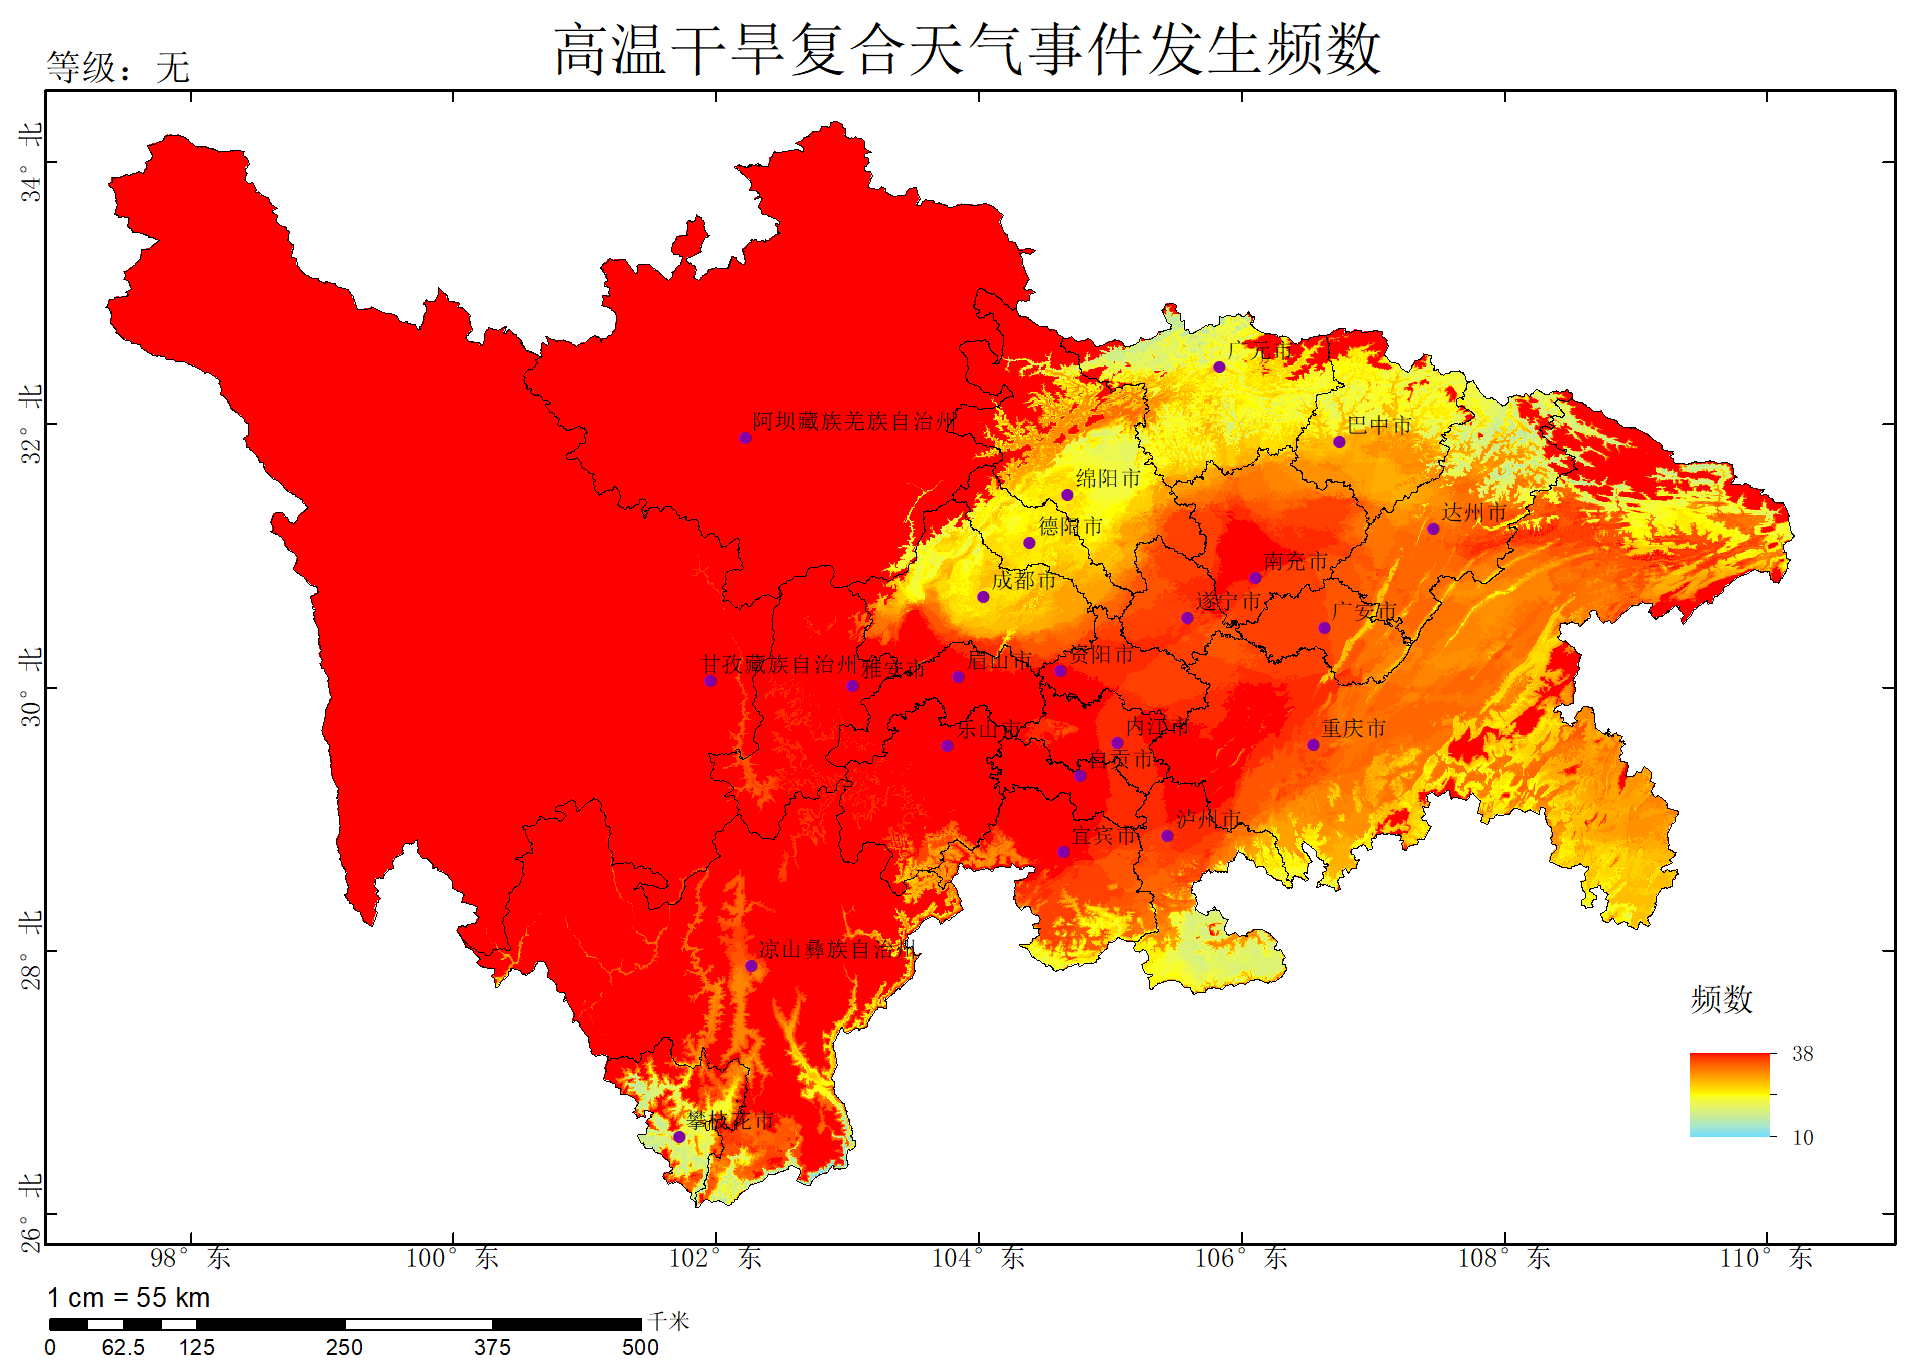 高温干旱复合天气事件发生频数
等级：无
34° 北
32° 北
30° 北
28° 北
26° 北
广元市
阿坝藏族羌族自治州
巴中市
绵阳市
达州市
德阳市
南充市
成都市
遂宁市
广安市
甘孜藏族自治州
雅安市
眉山市
资阳市
乐山市
内江市
重庆市
自贡市
泸州市
宜宾市
凉山彝族自治州
攀枝花市
频数
38
10
98° 东
100° 东
102° 东
104° 东
106° 东
108° 东
110° 东
1 cm = 55 km
千米
0 62.5 125 250 375 500